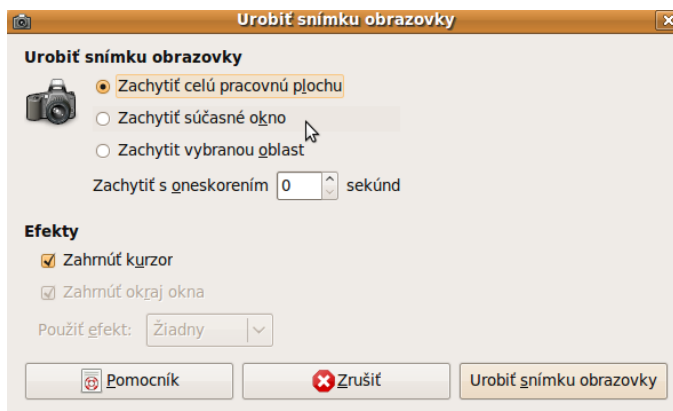 Urobiť snímku obrazovky
Urobiť snímku obrazovky
Zachytiť celú pracovnú plochu
Zachytiť súčasné okno
Zachytit vybranou oblast
Zachytiť s oneskorením 0 sekúnd
Efekty
Zahrnúť kurzor
Zahrnúť okraj okna
Použiť efekt: Žiadny
Pomocník Zrušiť Urobiť snímku obrazovky